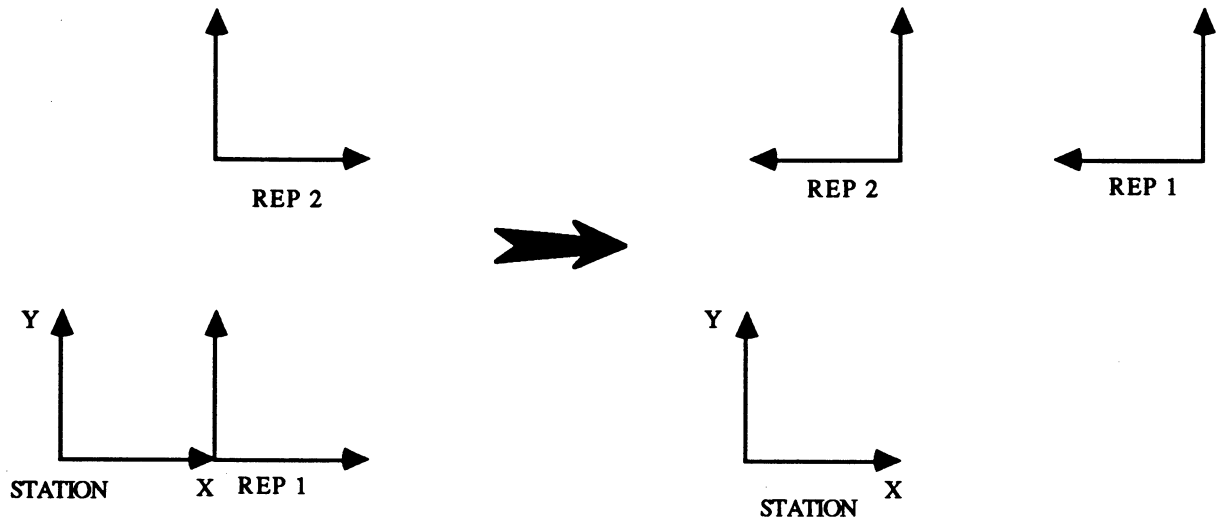 REP 2
REP 2
REP 1
Y
STATION
X
REP 1
Y
STATION
X